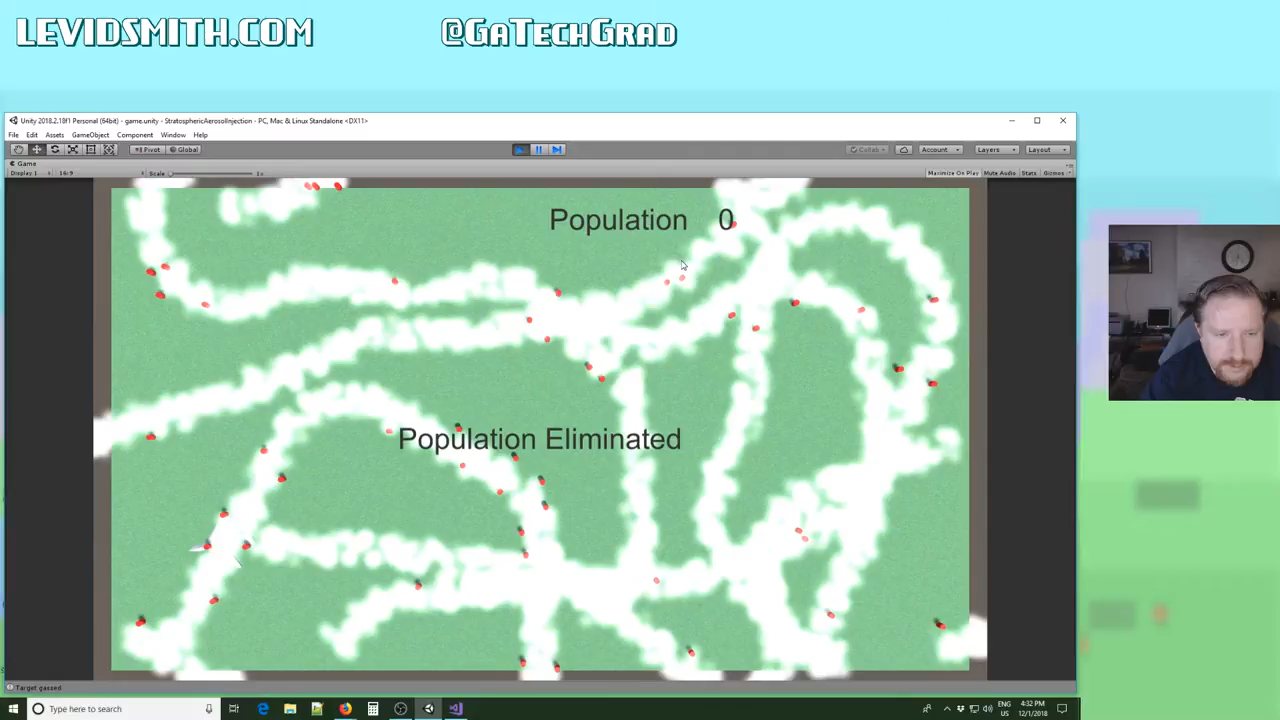 LEVIDSMITH.COM
@GATECHGRAD
Unity 2018.2.18f1 Personal (64bit) - game.unity - StratosphericAerosolInjection - PC, Mac & Linux Standalone <DX11>
File Edit Assets GameObject Component Window Help
Pivot Global Collab Account Layers Layout
Game
Display 1 16:9 Scale 1x Maximize On Play Mute Audio Stats Gizmos
Population 0
Population Eliminated
Target gassed
Type here to search
ENG
US
4:32 PM
12/1/2018